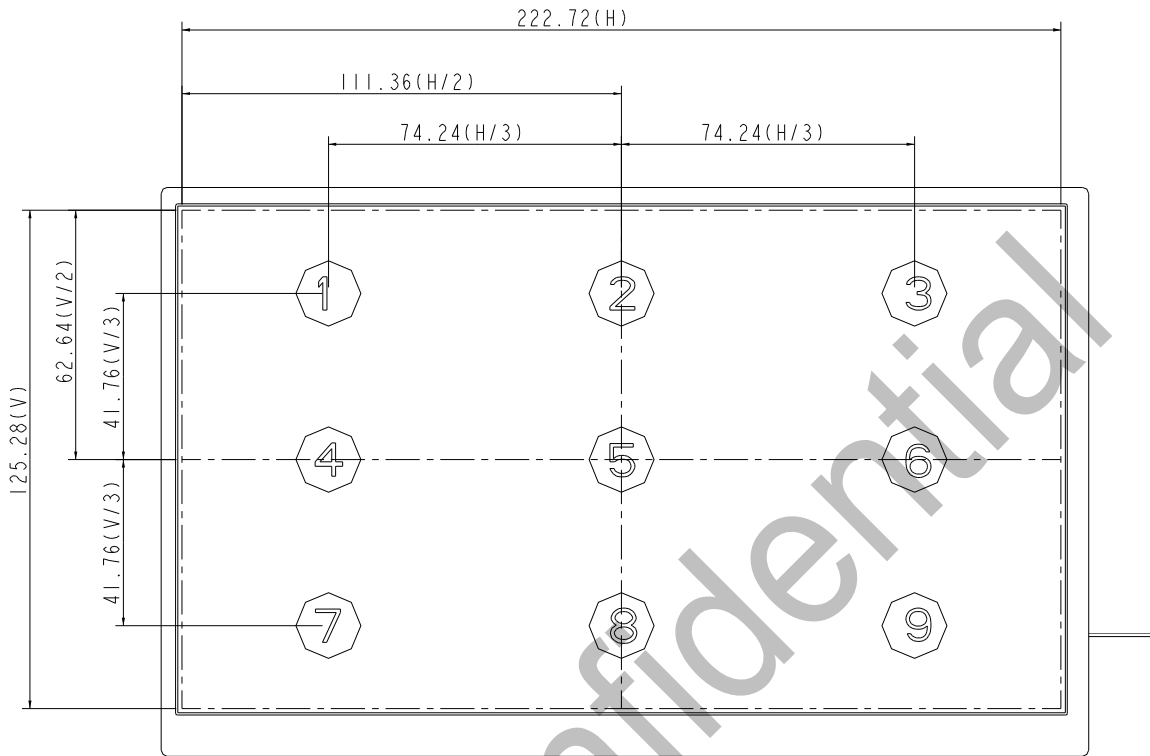 222.72(H)
111.36(H/2)
74.24(H/3) 74.24(H/3)
125.28(V)
62.64(V/2)
41.76(V/3)
41.76(V/3)
1 2 3
4 5 6
7 8 9
nfidential